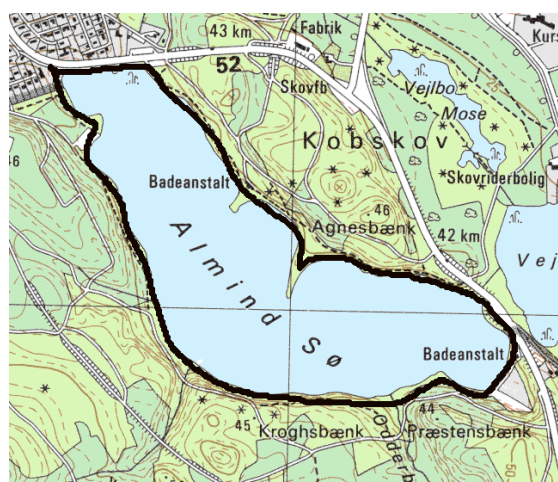 43 km
Fabrik
Kurs
52
Skovfb
Vejlbo
Mose
Kobskov
Skovriderbolig
46
Badeanstalt
46
Agnesbænk
42 km
Vej
Almind Sø
Badeanstalt
44
45
Kroghsbænk
Odderb
Præstensbænk